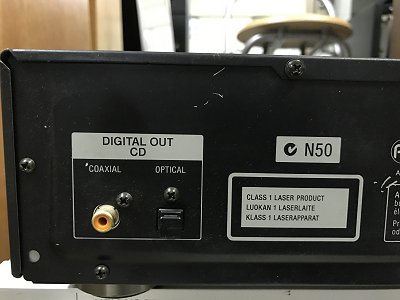 DIGITAL OUT
CD
COAXIAL OPTICAL
N50
CLASS 1 LASER PRODUCT
LUOKAN 1 LASERLAITE
KLASS 1 LASERAPPARAT